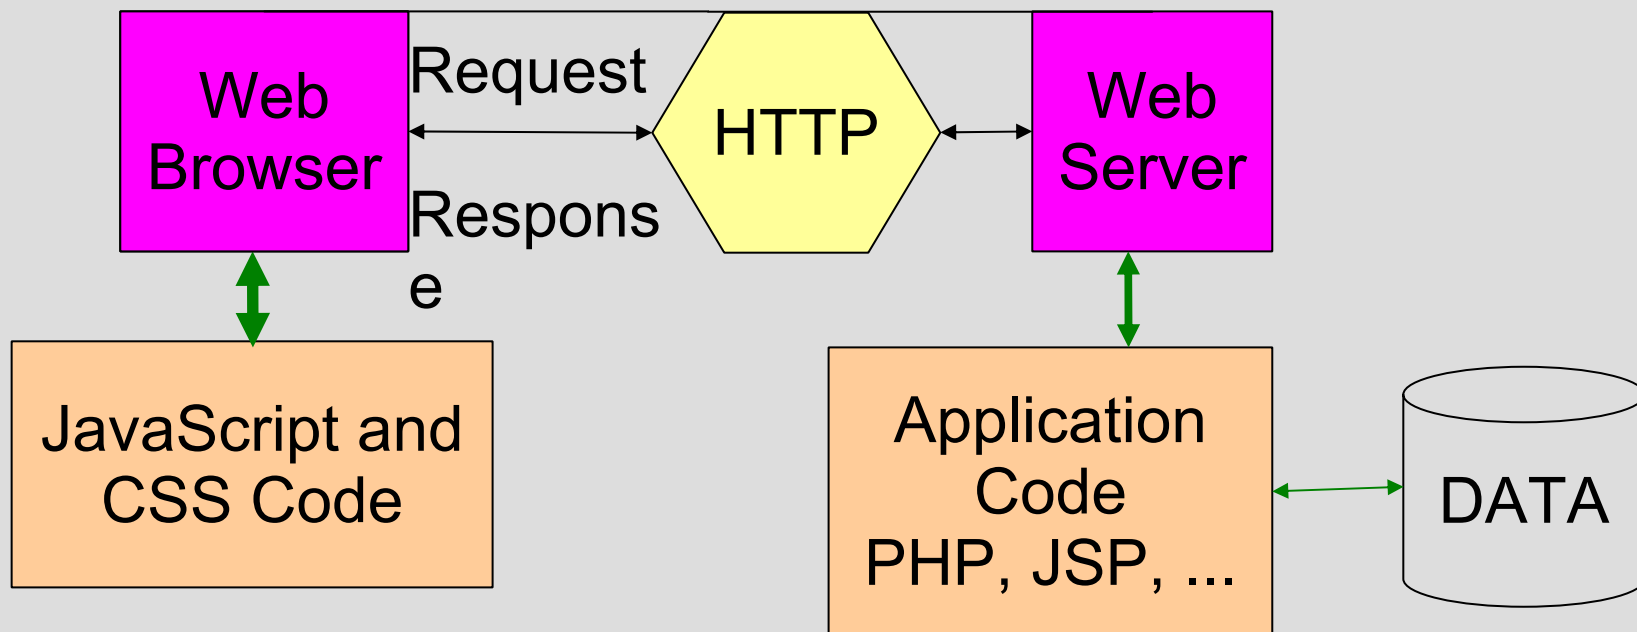 Web
Browser
Request
Respons
e
HTTP
Web
Server
JavaScript and
CSS Code
Application
Code
PHP, JSP, ...
DATA